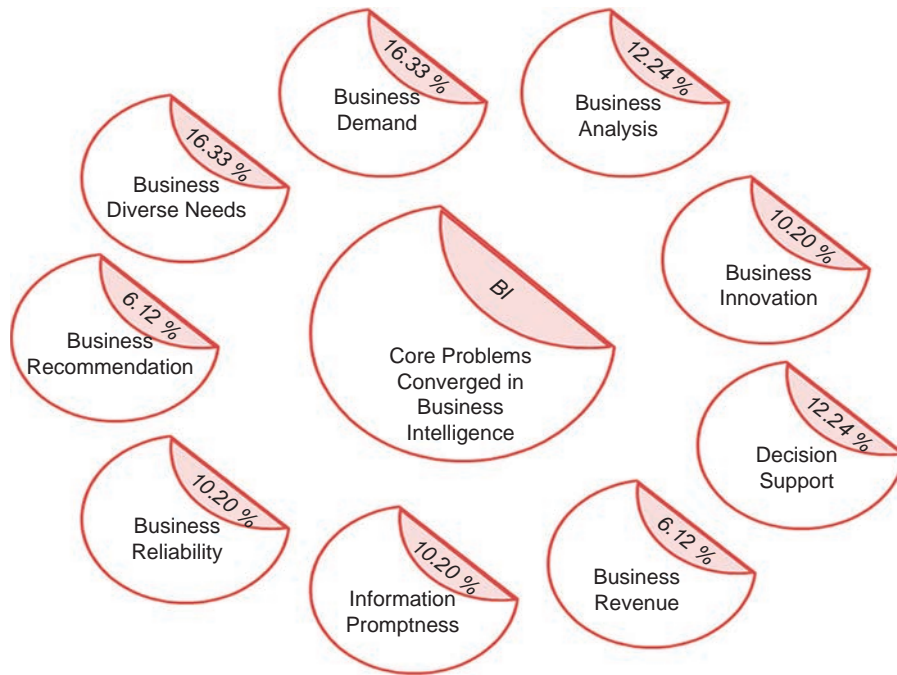 16.33 %
Business
Demand
12.24 %
Business
Analysis
16.33 %
Business
Diverse Needs
10.20 %
Business
Innovation
6.12 %
Business
Recommendation
BI
Core Problems
Converged in
Business
Intelligence
12.24 %
Decision
Support
10.20 %
Business
Reliability
10.20 %
Information
Promptness
6.12 %
Business
Revenue